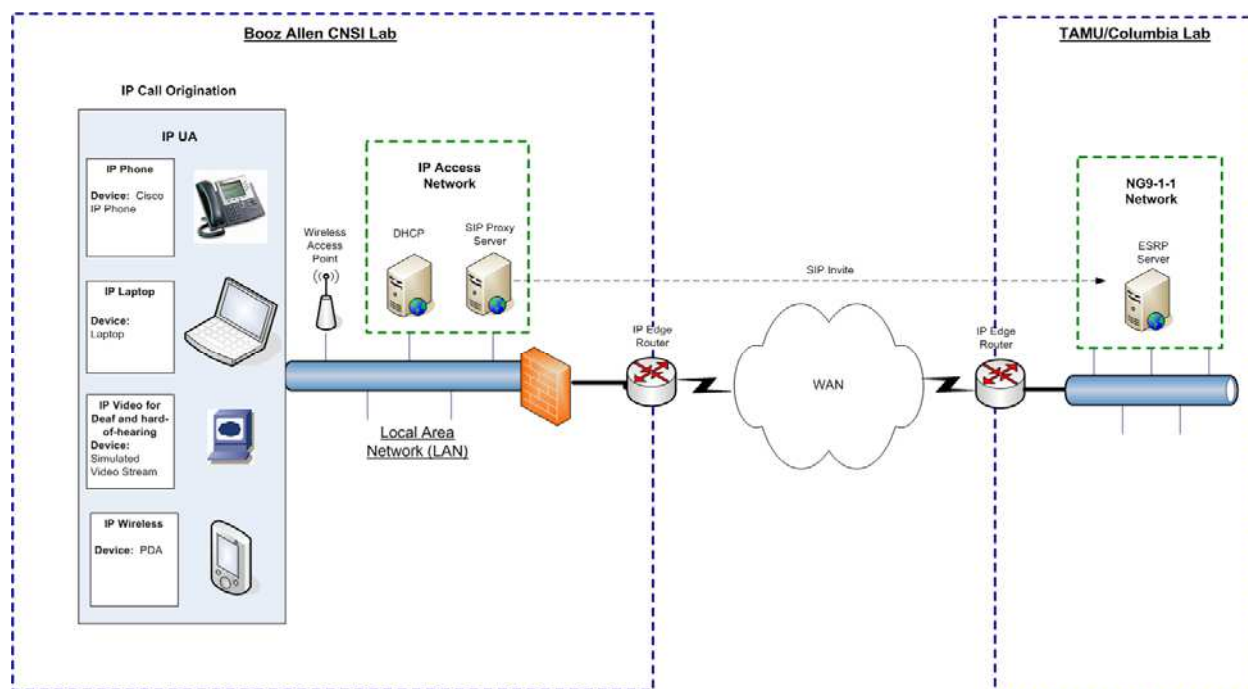 Booz Allen CNSI Lab
TAMU/Columbia Lab
IP Call Origination
IP UA
IP Phone
Device: Cisco
IP Phone
IP Laptop
Device:
Laptop
IP Video for
Deaf and hard-
of-hearing
Device:
Simulated
Video Stream
IP Wireless
Device: PDA
Wireless
Access
Point
IP Access
Network
DHCP
SIP Proxy
Server
Local Area
Network (LAN)
IP Edge
Router
SIP Invite
WAN
IP Edge
Router
NG9-1-1
Network
ESRP
Server